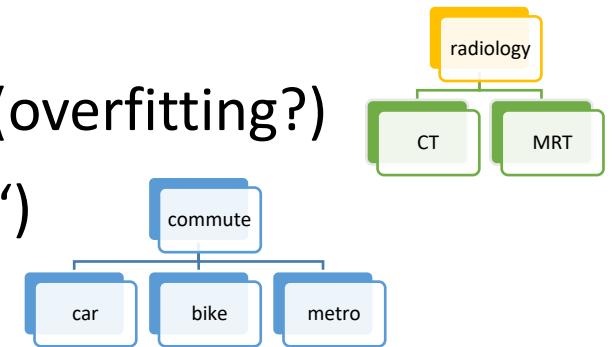 radiology
(overfitting?)
CT MRT
‘)
commute
car bike metro